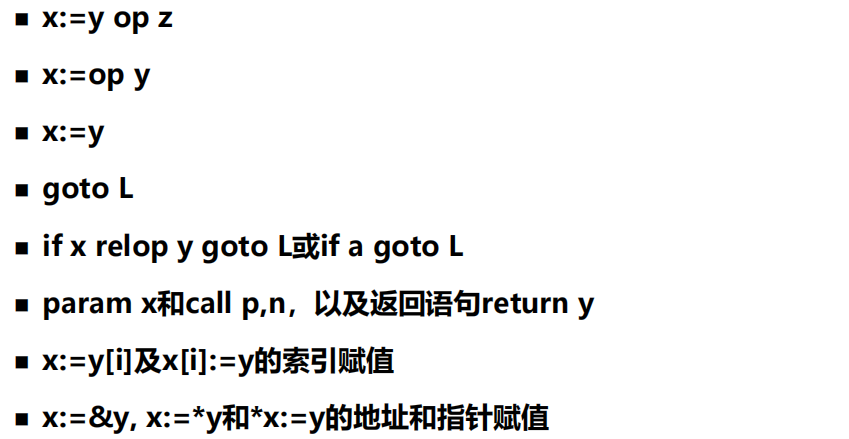 ■ x:=y op z
■ x:=op y
■ x:=y
■ goto L
■ if x relop y goto L或if a goto L
■ param x和call p,n，以及返回语句return y
■ x:=y[i]及x[i]:=y的索引赋值
■ x:=&y, x:=*y和*x:=y的地址和指针赋值